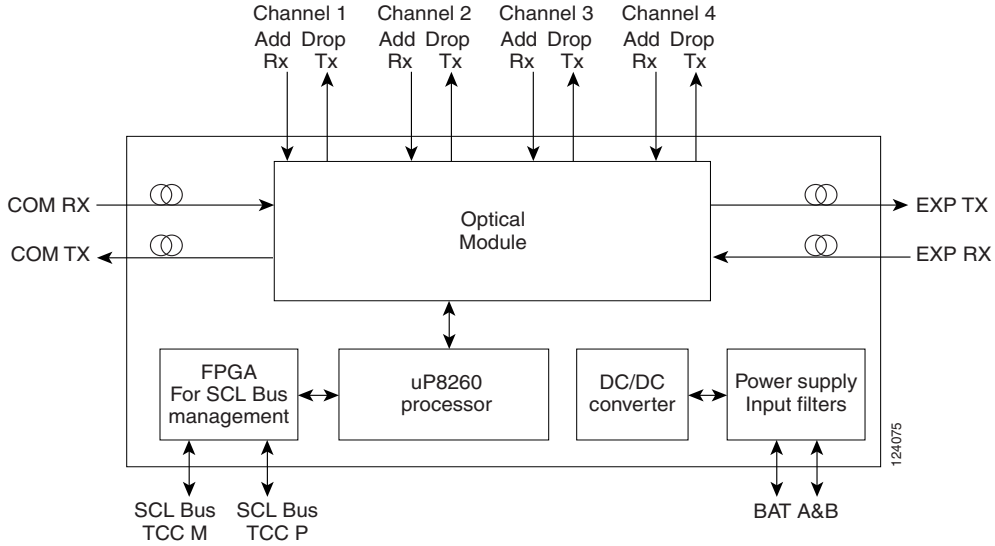 Channel 1 Channel 2 Channel 3 Channel 4
Add Drop Add Drop Add Drop Add Drop
Rx Tx Rx Tx Rx Tx Rx Tx
COM RX
EXP TX
Optical
Module
COM TX
EXP RX
FPGA
For SCL Bus
management
uP8260
processor
DC/DC
converter
Power supply
Input filters
124075
SCL Bus
TCC M
SCL Bus
TCC P
BAT A&B